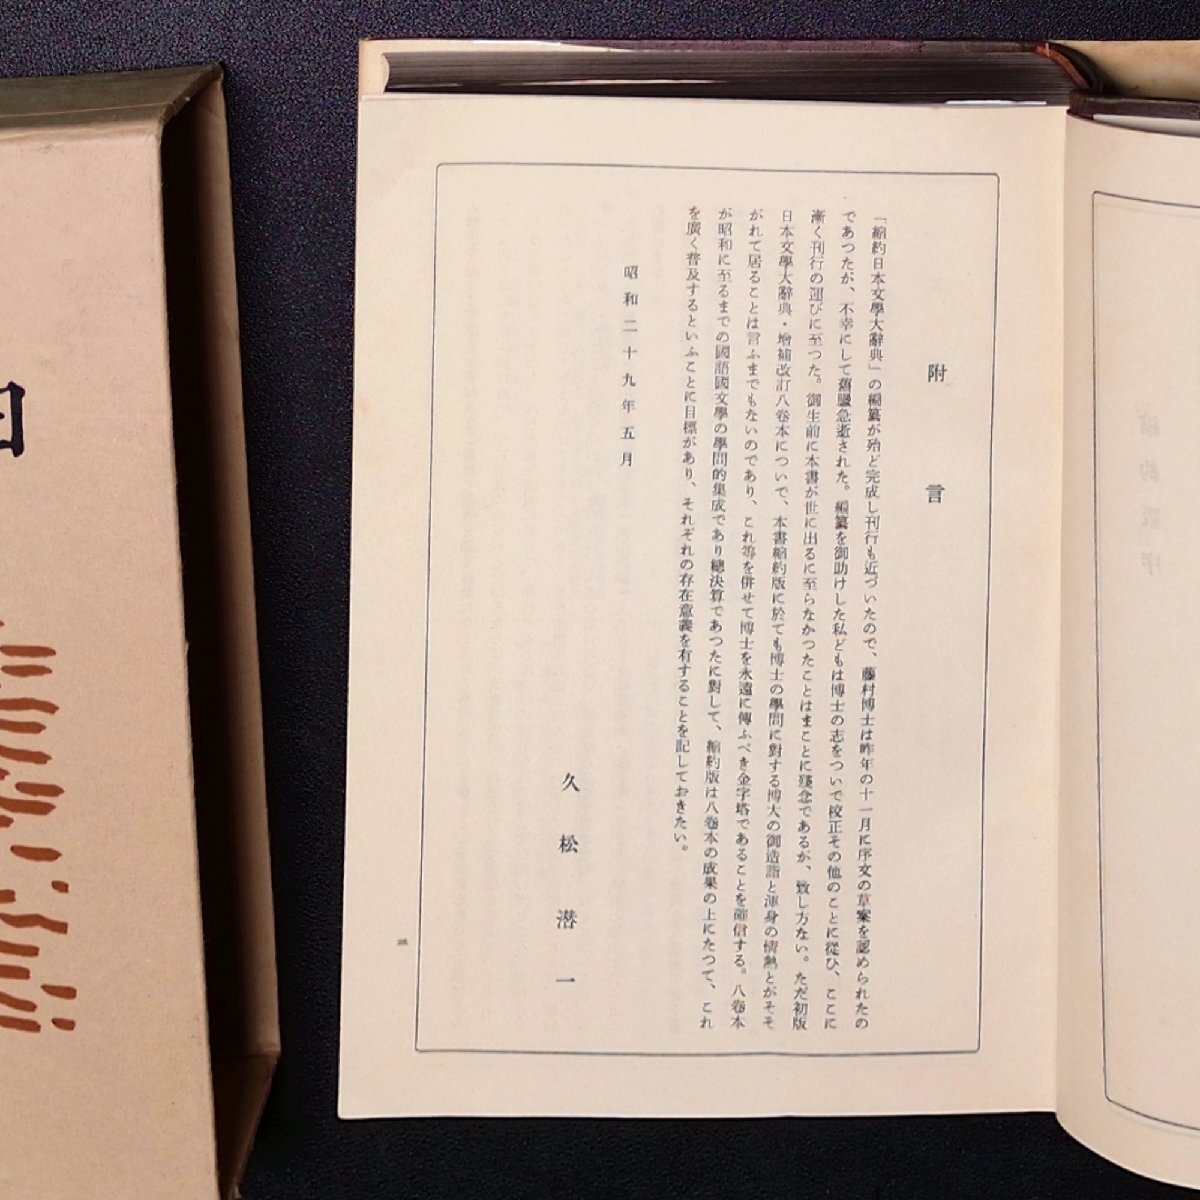 附言
「縮約日本文學大辭典」の編纂が殆ど完成し刊行も近づいたので、藤村博士は昨年の十一月に序文の草案を認められたの
であつたが、不幸にして舊臘急逝された。編纂を御助けした私どもは博士の志をついで校正その他のことに從ひ、ここに
漸く刊行の運びに至つた。御生前に本書が世に出るに至らなかつたことはまことに殘念であるが、致し方ない。ただ初版
日本文學大辭典・増補改訂八卷本について、本書縮約版に於ても博士の學問に對する博大の御造詣と渾身の情熱とがそそ
がれて居ることは言ふまでもないのであり、これ等を併せて博士を永遠に傳ふべき金字塔であることを確信する。八卷本
が昭和に至るまでの國語國文學の學問的集成であり總決算であつたに對して、縮約版は八卷本の成果の上にたつて、これ
を廣く普及するといふことに目標があり、それぞれの存在意義を有することを記しておきたい。
昭和二十九年五月
久松潜一
日